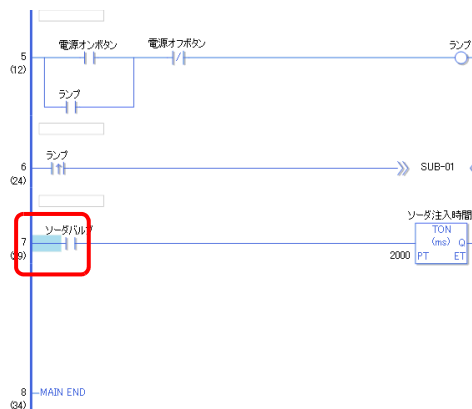 電源オンボタン 電源オフボタン ランプ
5
(12)
ランプ
ランプ
6 SUB-01
(24)
ソーダ注入時間
ソーダバルブ TON
7 (ms) Q
(29) 2000 PT ET
8 MAIN END
(34)